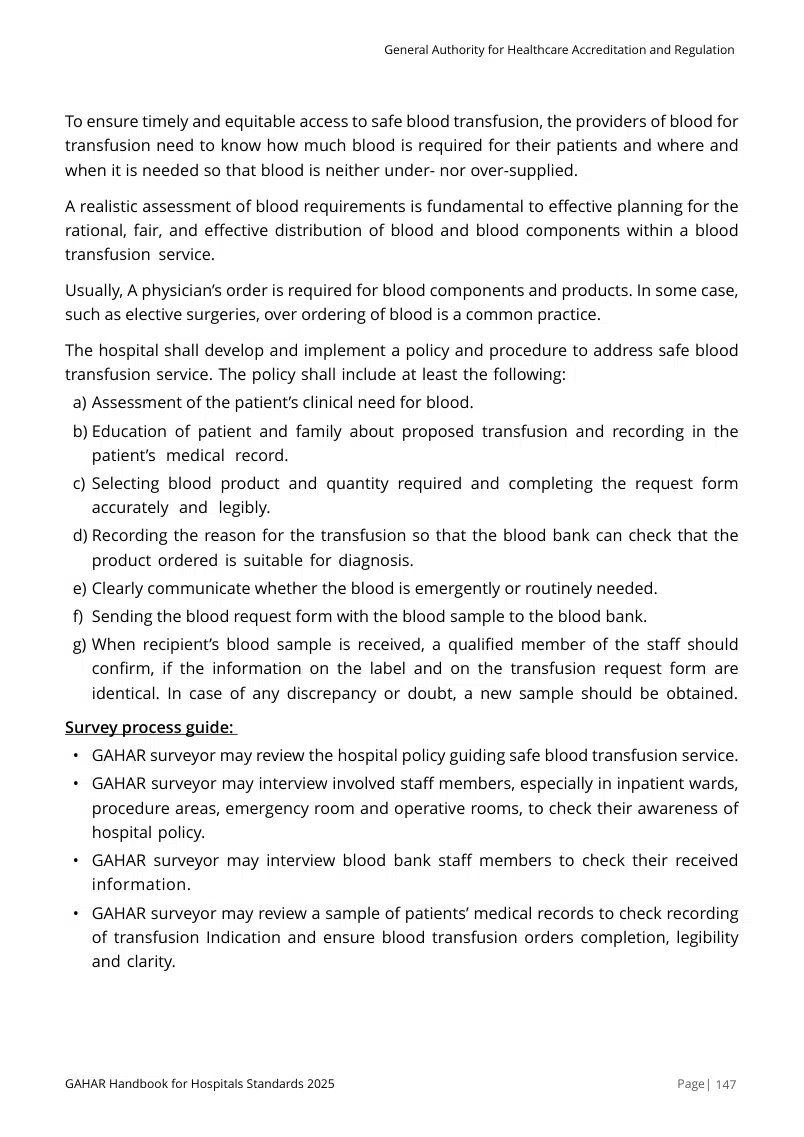 General Authority for Healthcare Accreditation and Regulation
To ensure timely and equitable access to safe blood transfusion, the providers of blood for
transfusion need to know how much blood is required for their patients and where and
when it is needed so that blood is neither under- nor over-supplied.
A realistic assessment of blood requirements is fundamental to effective planning for the
rational, fair, and effective distribution of blood and blood components within a blood
transfusion service.
Usually, A physician's order is required for blood components and products. In some case,
such as elective surgeries, over ordering of blood is a common practice.
The hospital shall develop and implement a policy and procedure to address safe blood
transfusion service. The policy shall include at least the following:
a) Assessment of the patient's clinical need for blood.
b) Education of patient and family about proposed transfusion and recording in the
patient's medical record.
c) Selecting blood product and quantity required and completing the request form
accurately and legibly.
d) Recording the reason for the transfusion so that the blood bank can check that the
product ordered is suitable for diagnosis.
e) Clearly communicate whether the blood is emergently or routinely needed.
f) Sending the blood request form with the blood sample to the blood bank.
g) When recipient's blood sample is received, a qualified member of the staff should
confirm, if the information on the label and on the transfusion request form are
identical. In case of any discrepancy or doubt, a new sample should be obtained.
Survey process guide:
• GAHAR surveyor may review the hospital policy guiding safe blood transfusion service.
• GAHAR surveyor may interview involved staff members, especially in inpatient wards,
procedure areas, emergency room and operative rooms, to check their awareness of
hospital policy.
• GAHAR surveyor may interview blood bank staff members to check their received
information.
• GAHAR surveyor may review a sample of patients' medical records to check recording
of transfusion Indication and ensure blood transfusion orders completion, legibility
and clarity.
GAHAR Handbook for Hospitals Standards 2025
Page| 147